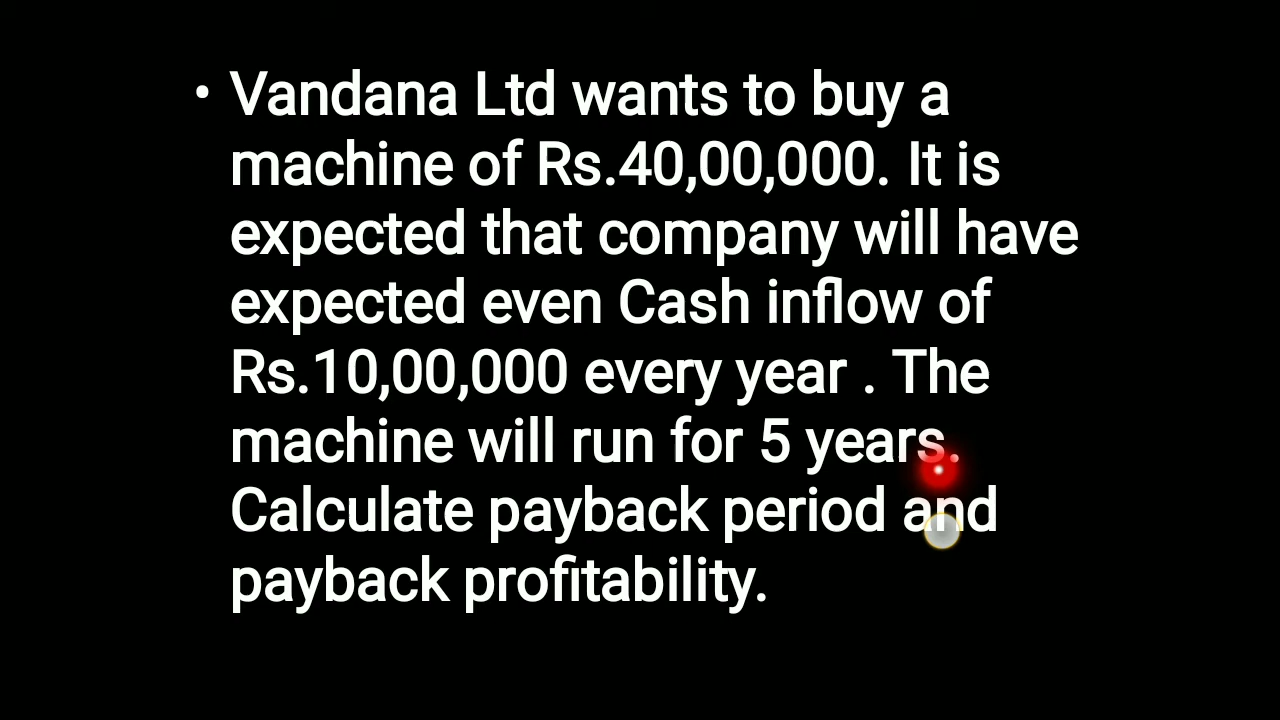 • Vandana Ltd wants to buy a
machine of Rs.40,00,000. It is
expected that company will have
expected even Cash inflow of
Rs.10,00,000 every year . The
machine will run for 5 years.
Calculate payback period and
payback profitability.